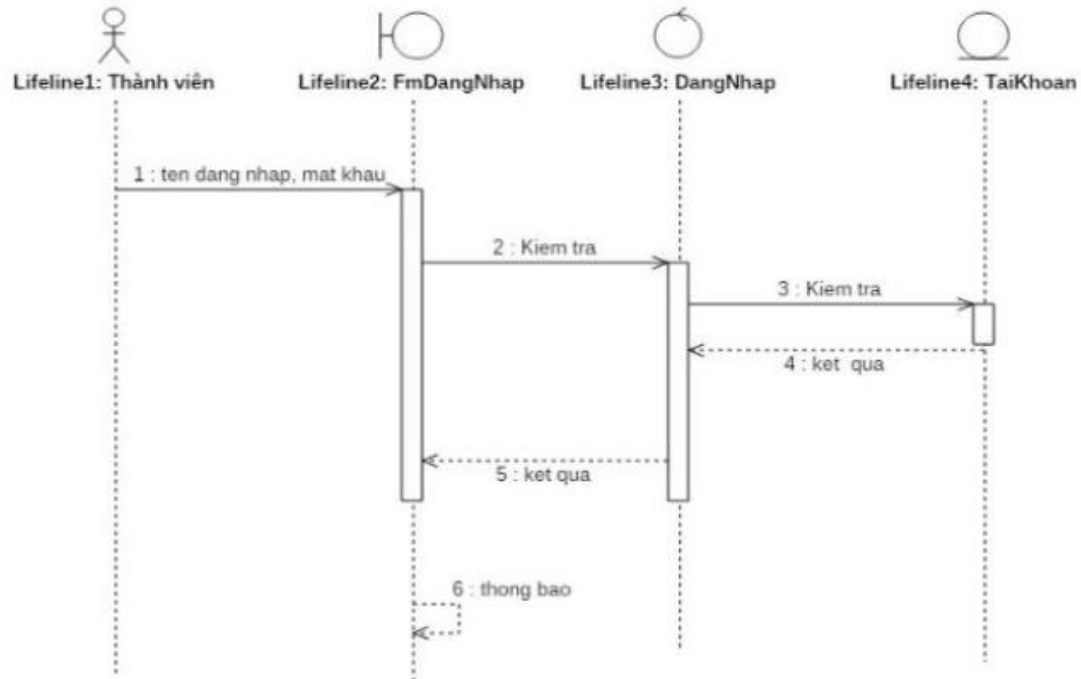 Lifeline1: Thành viên
Lifeline2: FmDangNhap
Lifeline3: DangNhap
Lifeline4: TaiKhoan
1 : ten dang nhap, mat khau
2 : Kiem tra
3 : Kiem tra
4 : ket qua
5 : ket qua
6 : thong bao